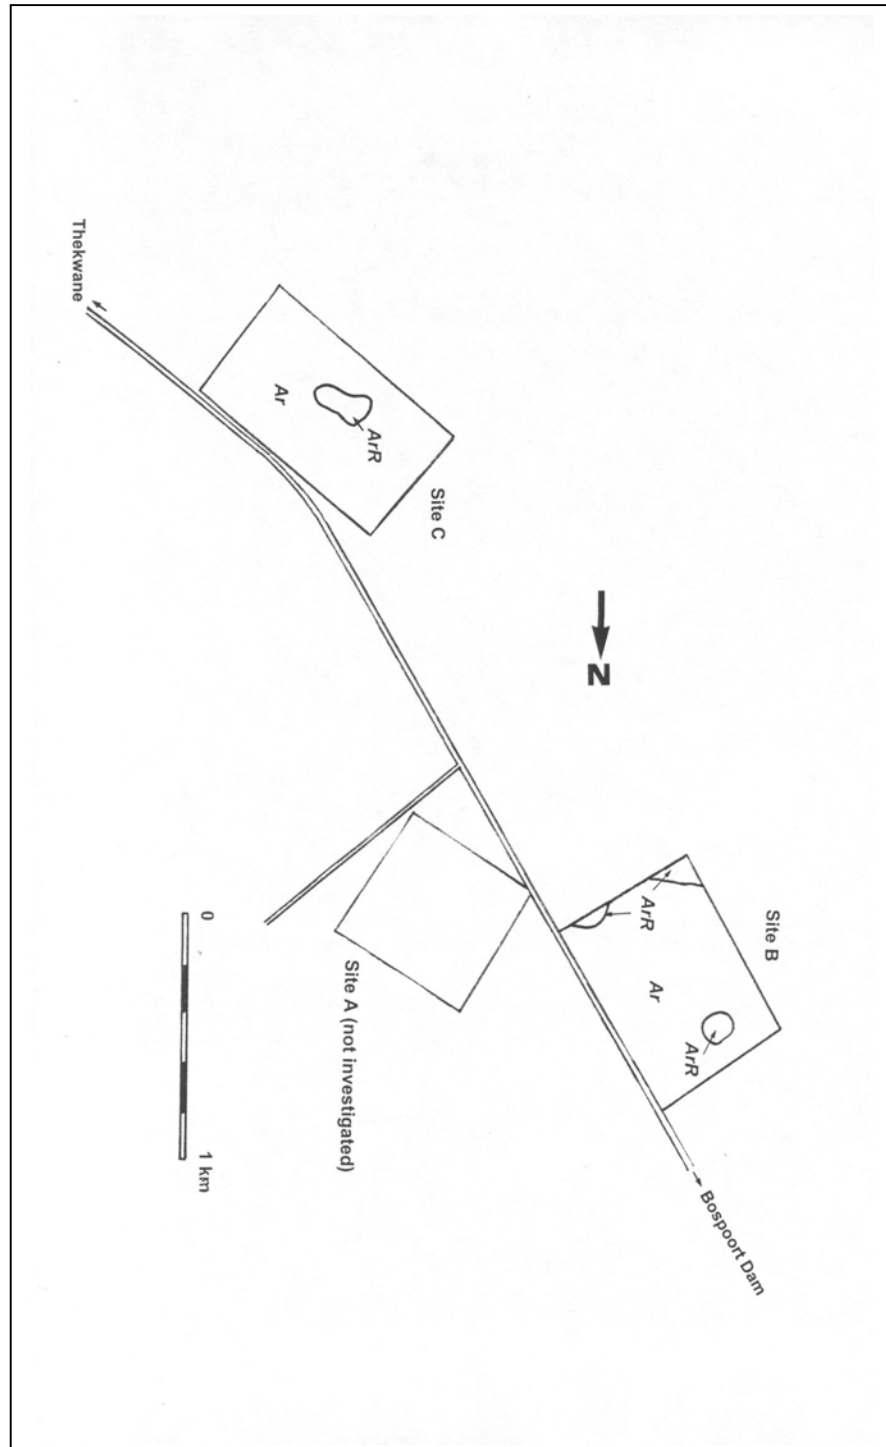 Thekwane
Ar
ArR
Site C
N
Site B
ArR
Ar
ArR
Site A (not investigated)
0
1 km
Bospoort Dam